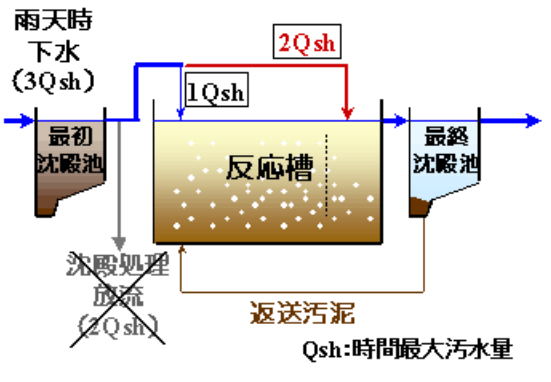 雨天時
下水
（3Qsh）
2Qsh
1Qsh
最初
沈殿池
反応槽
最終
沈殿池
沈殿処理
放流
（2Qsh）
返送汚泥
Qsh：時間最大汚水量